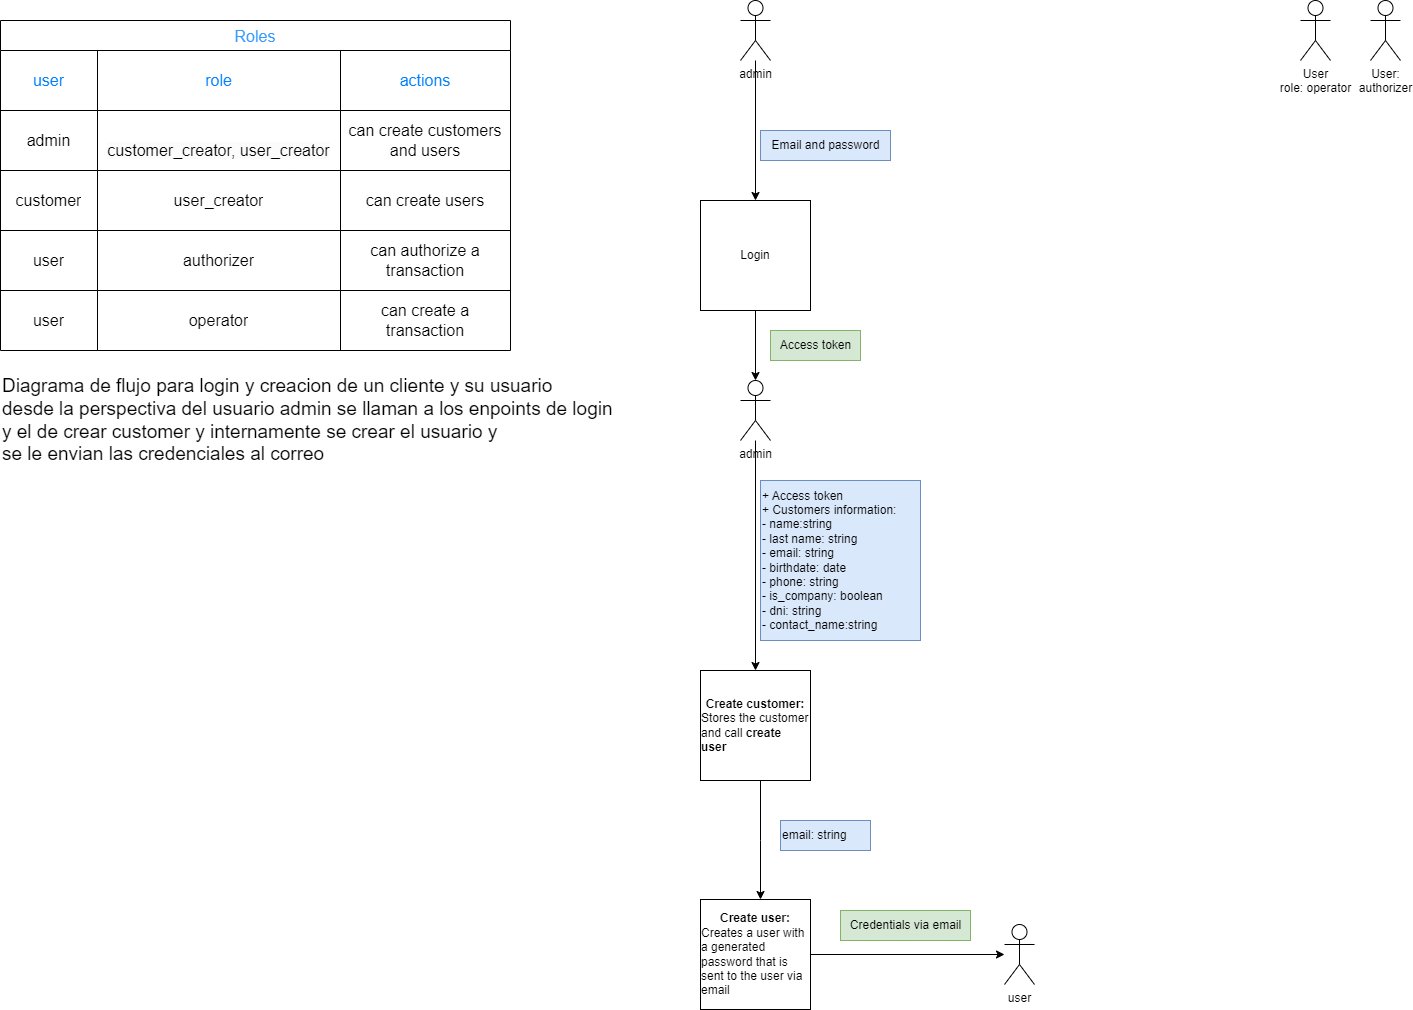 Roles
user
role
actions
admin
customer_creator, user_creator
can create customers
and users
customer
user_creator
can create users
user
authorizer
can authorize a
transaction
user
operator
can create a
transaction
Diagrama de flujo para login y creacion de un cliente y su usuario
desde la perspectiva del usuario admin se llaman a los enpoints de login
y el de crear customer y internamente se crear el usuario y
se le envian las credenciales al correo
admin
Email and password
Login
Access token
admin
+ Access token
+ Customers information:
- name:string
- last name: string
- email: string
- birthdate: date
- phone: string
- is_company: boolean
- dni: string
- contact_name:string
Create customer:
Stores the customer
and call create
user
email: string
Create user:
Creates a user with
a generated
password that is
sent to the user via
email
Credentials via email
user
User
role: operator
User:
authorizer